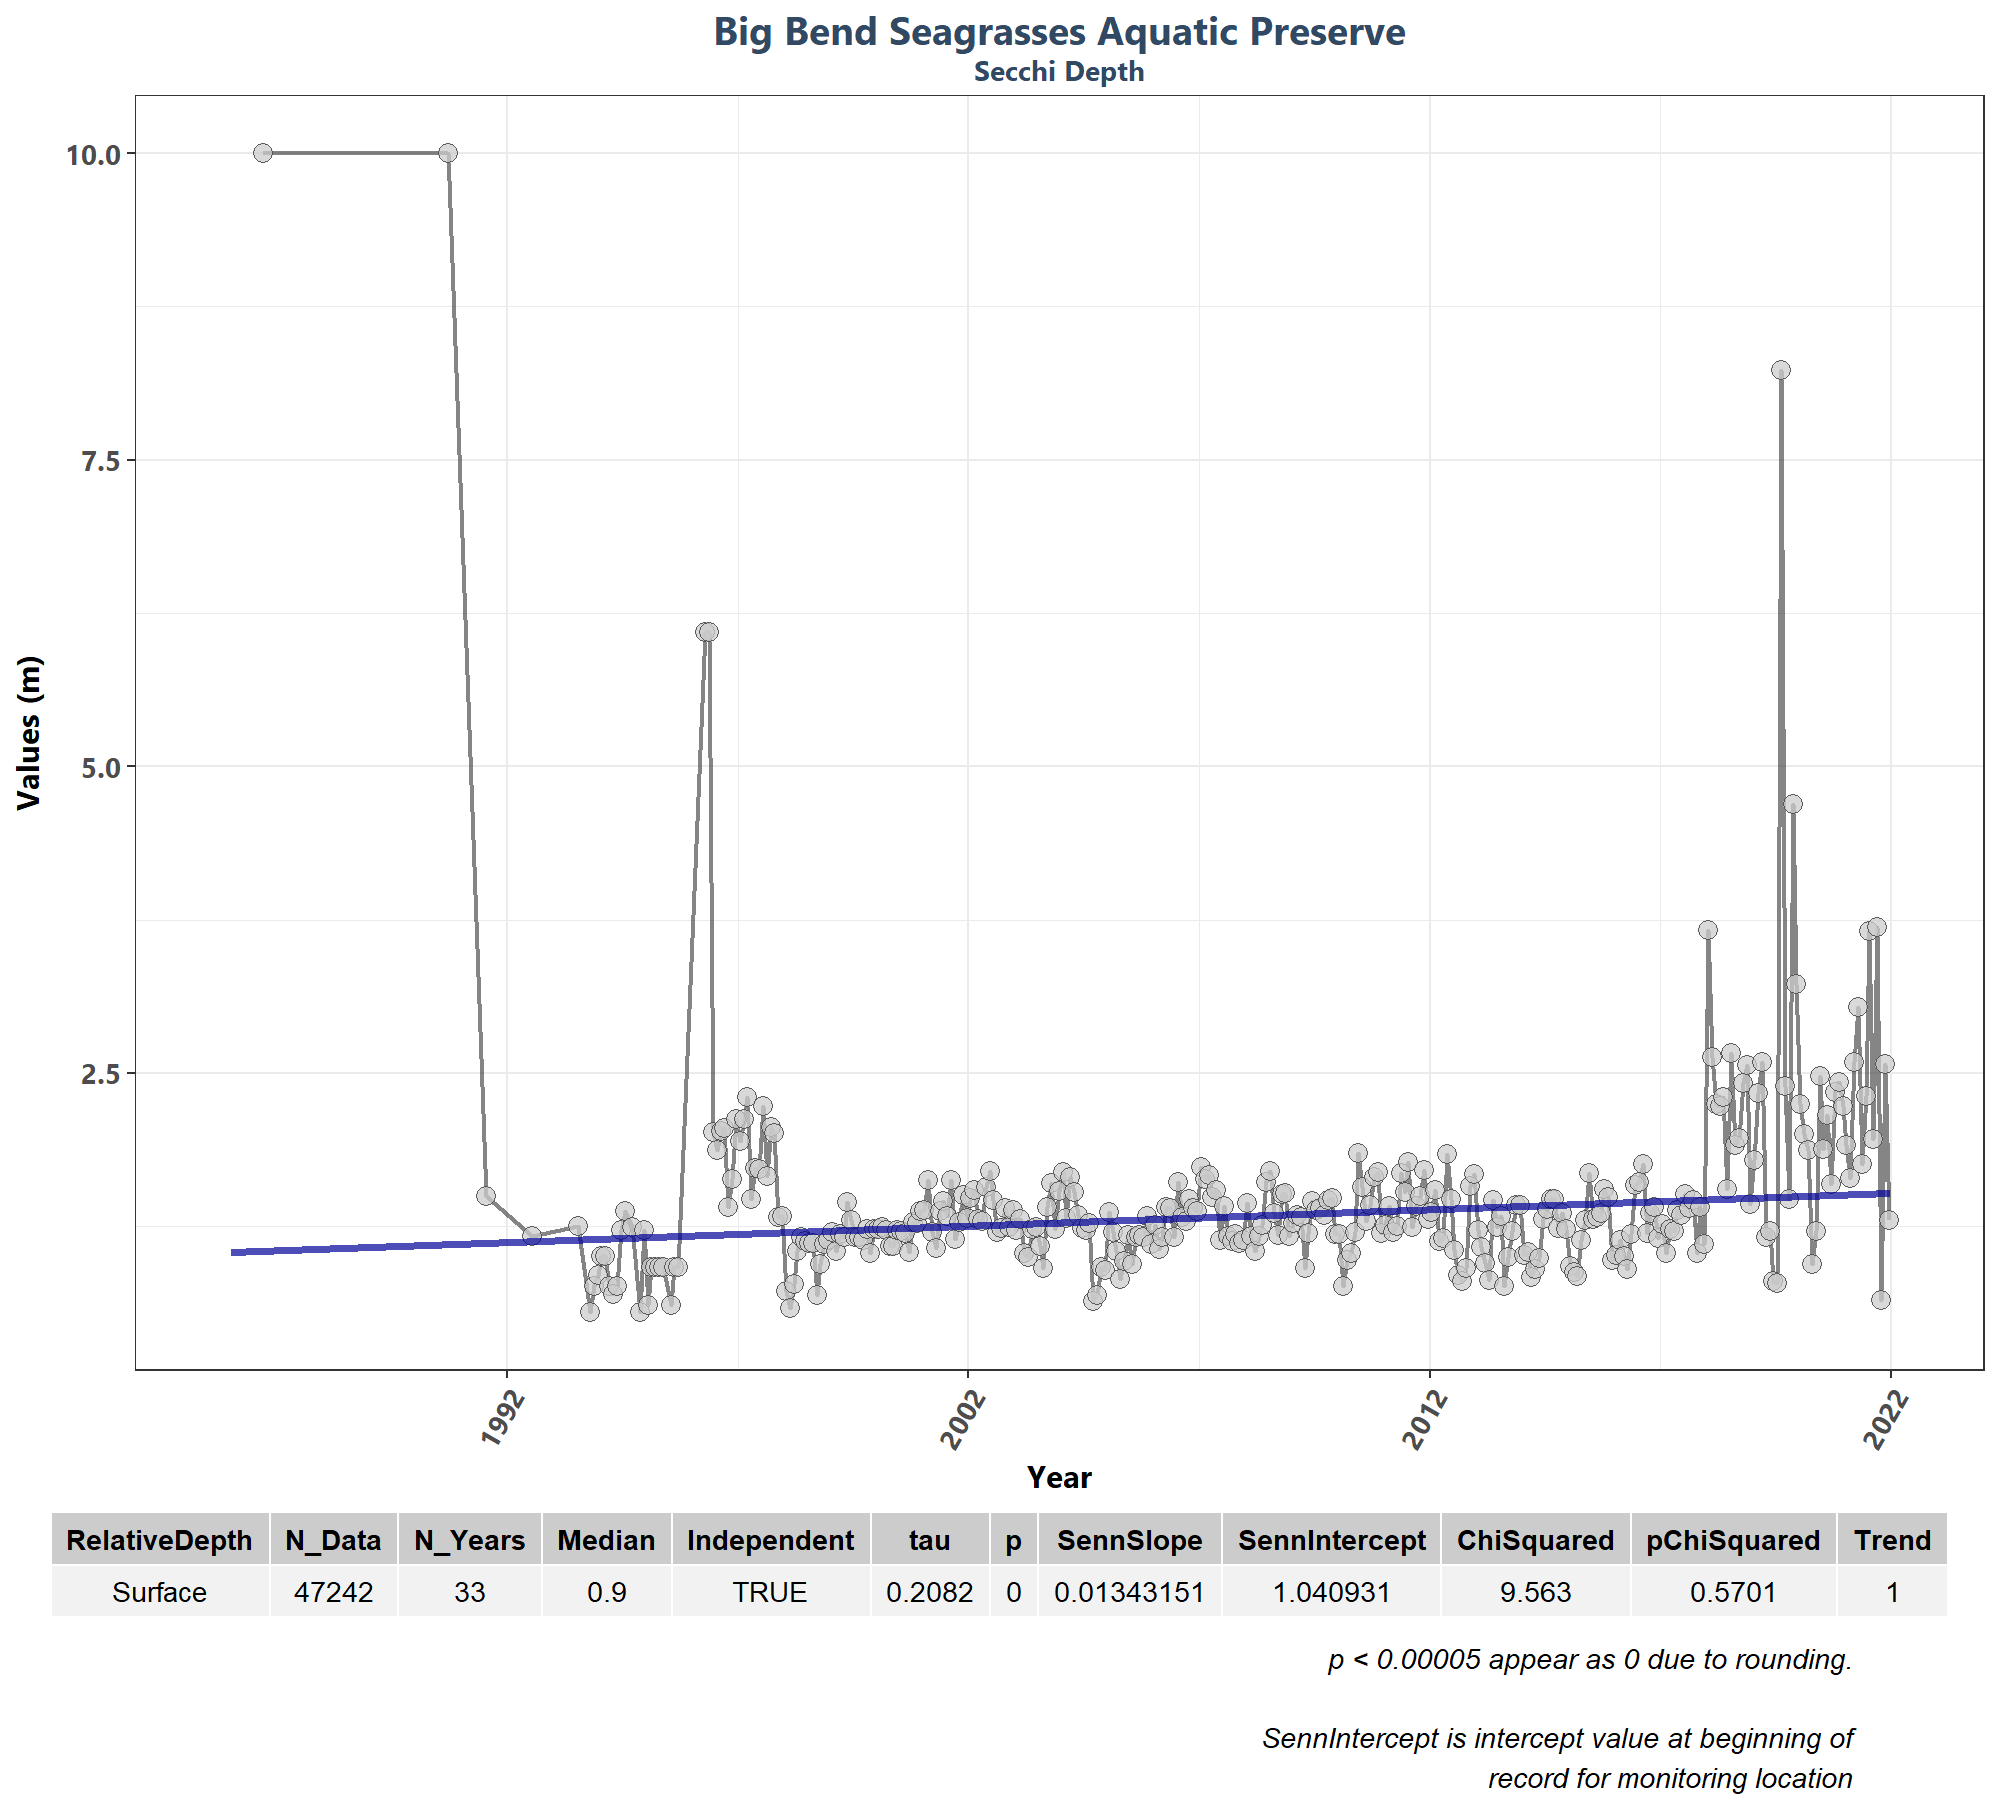 Big Bend Seagrasses Aquatic Preserve
Secchi Depth
10.0
7.5
5.0
2.5
Values (m)
1992
2002
2012
2022
Year
RelativeDepth N_Data N_Years Median Independent tau p SennSlope SennIntercept ChiSquared pChiSquared Trend
Surface 47242 33 0.9 TRUE 0.2082 0 0.01343151 1.040931 9.563 0.5701 1
p < 0.00005 appear as 0 due to rounding.
SennIntercept is intercept value at beginning of
record for monitoring location